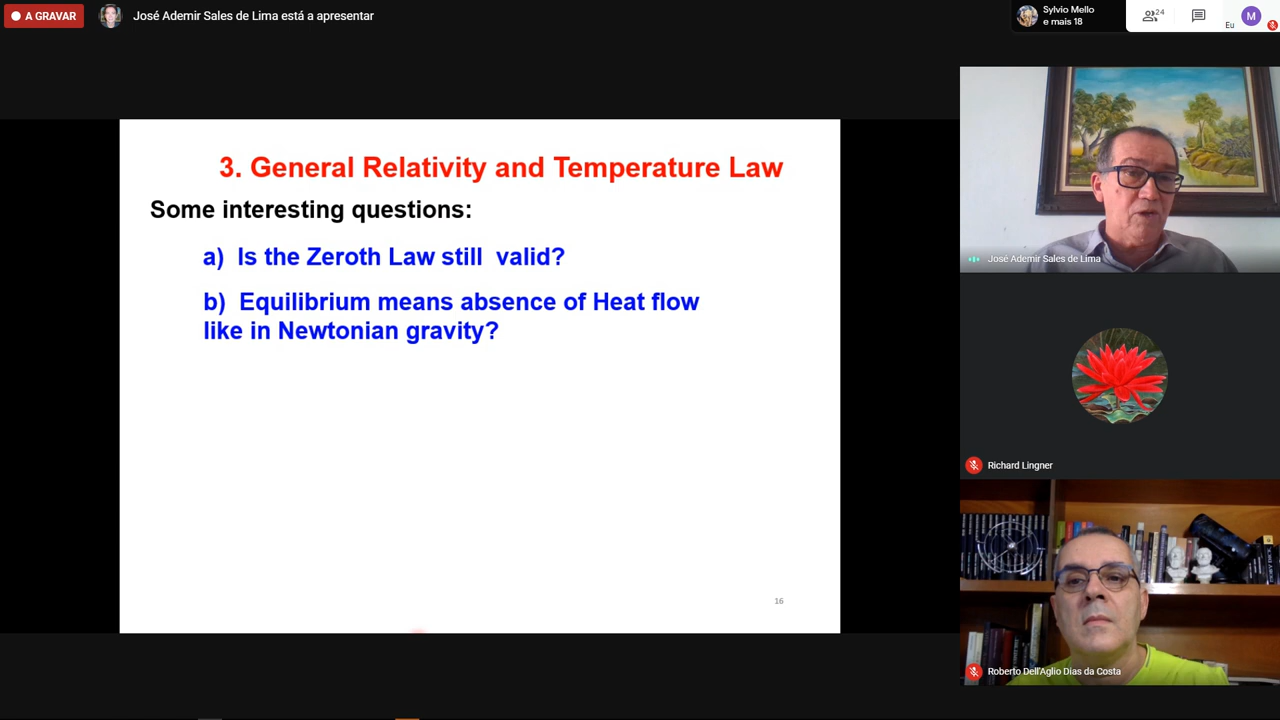 A GRAVAR
José Ademir Sales de Lima está a apresentar
Sylvio Mello
e mais 18
24
Eu
M
3. General Relativity and Temperature Law
Some interesting questions:
a) Is the Zeroth Law still valid?
b) Equilibrium means absence of Heat flow
like in Newtonian gravity?
16
José Ademir Sales de Lima
Richard Lingner
Roberto Dell'Aglio Dias da Costa